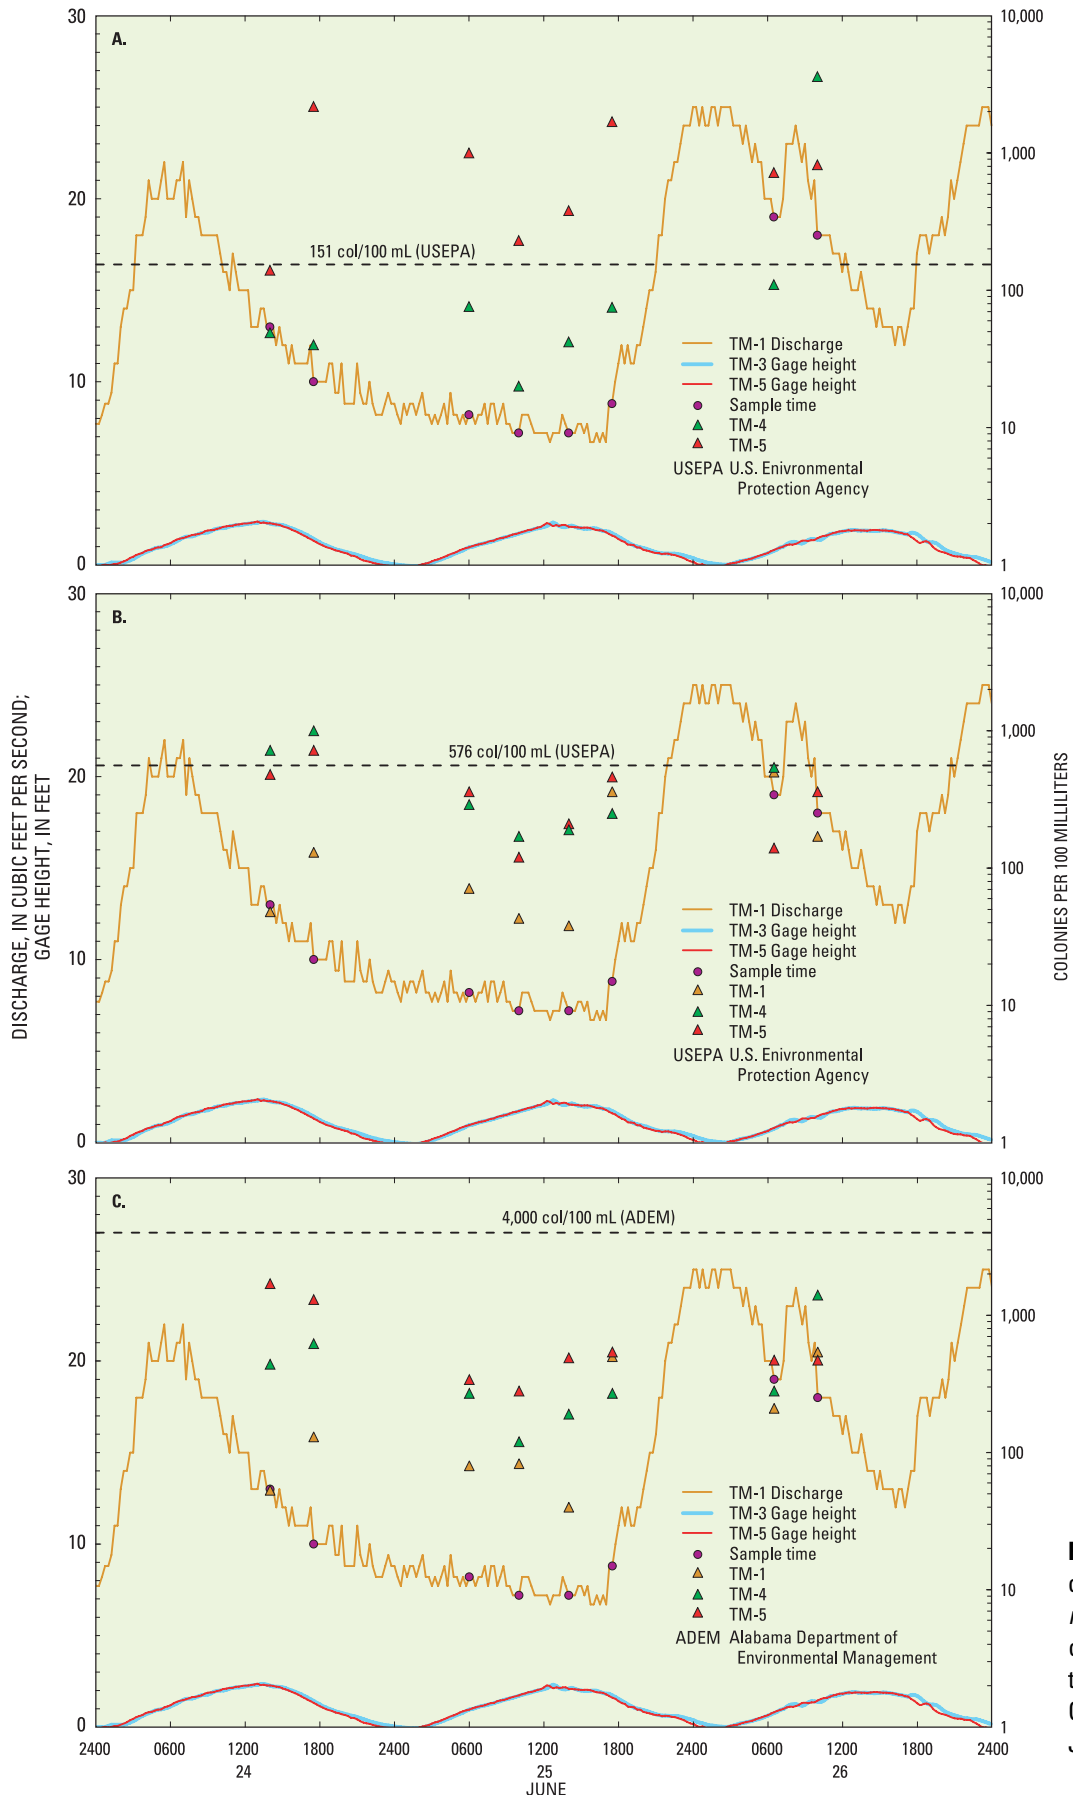 30
20
10
0
10,000
1,000
100
10
1
A.
151 col/100 mL (USEPA)
TM-1 Discharge
TM-3 Gage height
TM-5 Gage height
Sample time
TM-4
TM-5
USEPA U.S. Enivronmental
Protection Agency
30
20
10
0
10,000
1,000
100
10
1
B.
576 col/100 mL (USEPA)
TM-1 Discharge
TM-3 Gage height
TM-5 Gage height
Sample time
TM-1
TM-4
TM-5
USEPA U.S. Enivronmental
Protection Agency
DISCHARGE, IN CUBIC FEET PER SECOND;
GAGE HEIGHT, IN FEET
COLONIES PER 100 MILLILITERS
30
20
10
0
10,000
1,000
100
10
1
C.
4,000 col/100 mL (ADEM)
TM-1 Discharge
TM-3 Gage height
TM-5 Gage height
Sample time
TM-1
TM-4
TM-5
ADEM Alabama Department of
Environmental Management
2400 0600 1200 1800 2400 0600 1200 1800 2400 0600 1200 1800 2400
24 25 26
JUNE